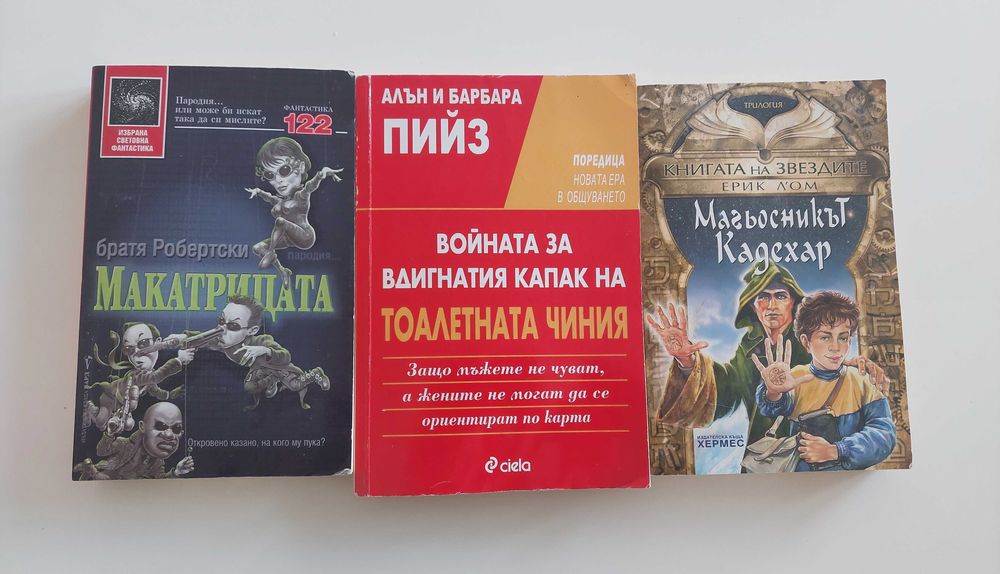 ИЗБРАНА
СВЕТОВНА
ФАНТАСТИКА
Пародия...
или може би искат
така да си мислите?
ФАНТАСТИКА
122
братя Робертски
пародия...
МАКАТРИЦАТА
Откровено казано, на кого му пука?
АЛЪН И БАРБАРА
ПИЙЗ
ПОРЕДИЦА
НОВАТА ЕРА
В ОБЩУВАНЕТО
ВОЙНАТА ЗА
ВДИГНАТИЯ КАПАК НА
ТОАЛЕТНАТА ЧИНИЯ
Защо мъжете не чуват,
а жените не могат да се
ориентират по карта
ciela
ТРИЛОГИЯ
КНИГАТА НА ЗВЕЗДИТЕ
ЕРИК Л'ОМ
Магьосникът
Кадехар
ИЗДАТЕЛСКА КЪЩА
ХЕРМЕС